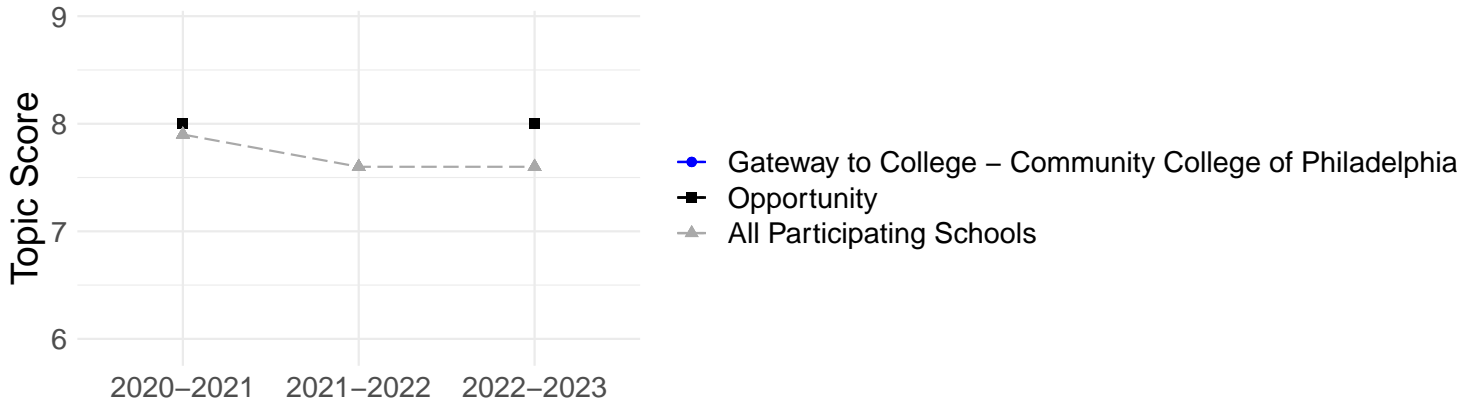 9
8
7
6
Topic Score
2020–2021 2021–2022 2022–2023
Gateway to College – Community College of Philadelphia
Opportunity
All Participating Schools